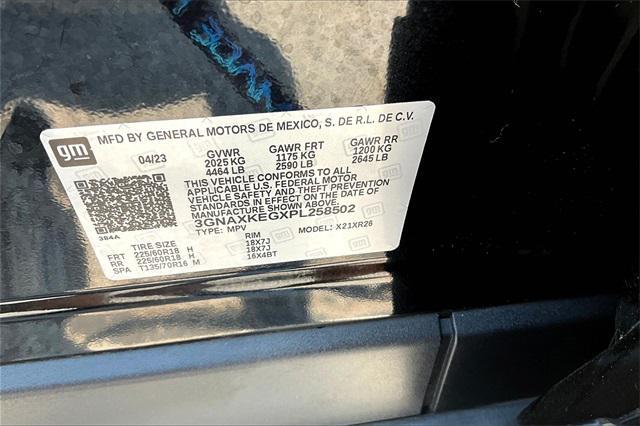 gm
MFD BY GENERAL MOTORS DE MEXICO, S. DE R.L. DE C.V.
04/23 GVWR GAWR FRT GAWR RR
2025 KG 1175 KG 1200 KG
4464 LB 2590 LB 2645 LB
THIS VEHICLE CONFORMS TO ALL
APPLICABLE U.S. FEDERAL MOTOR
VEHICLE SAFETY AND THEFT PREVENTION
STANDARDS IN EFFECT ON THE DATE OF
MANUFACTURE SHOWN ABOVE.
3GNAXKEGXPL258502
384A
TYPE: MPV MODEL: X21XR26
TIRE SIZE RIM
FRT 225/60R18 H 18X7J
RR 225/60R18 H 18X7J
SPA T135/70R16 M 16X4BT